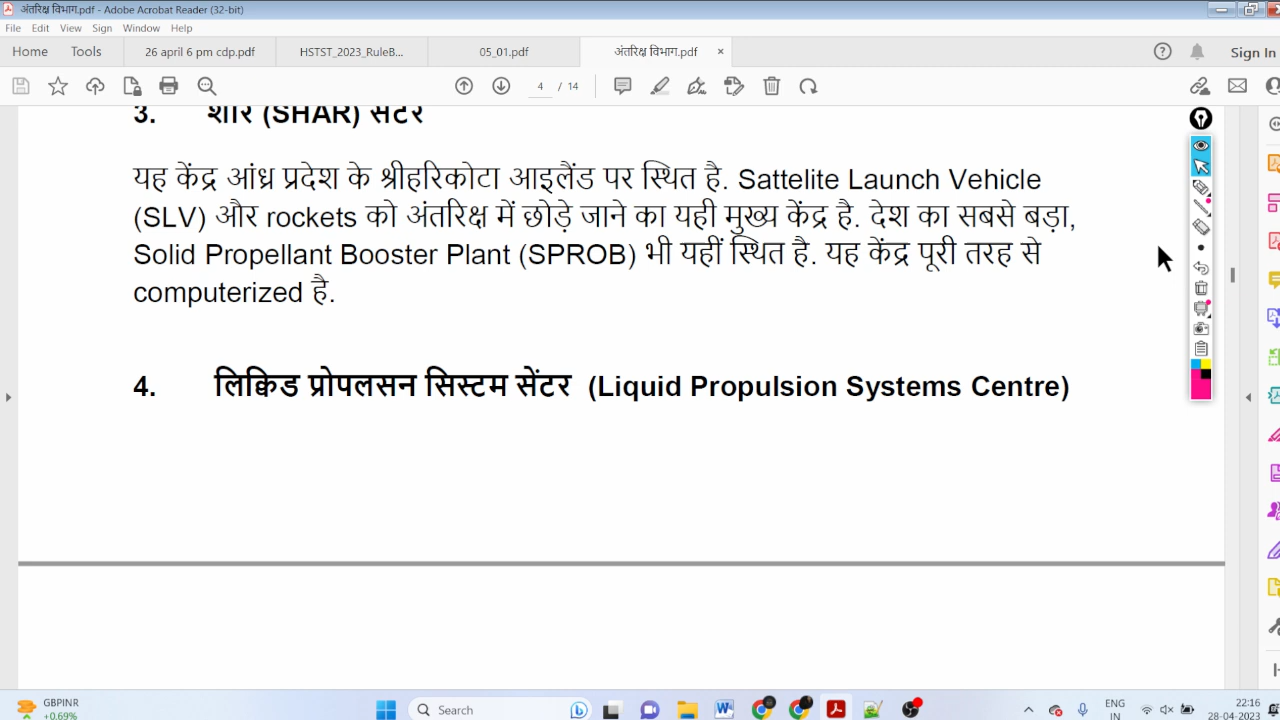 अंतरिक्ष विभाग.pdf - Adobe Acrobat Reader (32-bit)
File Edit View Sign Window Help
Home Tools 26 april 6 pm cdp.pdf HSTST_2023_RuleB... 05_01.pdf अंतरिक्ष विभाग.pdf × Sign In
4 / 14
3. शार (SHAR) सेंटर
यह केंद्र आंध्र प्रदेश के श्रीहरिकोटा आइलैंड पर स्थित है. Sattelite Launch Vehicle
(SLV) और rockets को अंतरिक्ष में छोड़े जाने का यही मुख्य केंद्र है. देश का सबसे बड़ा,
Solid Propellant Booster Plant (SPROB) भी यहीं स्थित है. यह केंद्र पूरी तरह से
computerized है.
4. लिक्विड प्रोपलसन सिस्टम सेंटर (Liquid Propulsion Systems Centre)
GBPINR
+0.69%
Search
ENG
IN
22:16
28-04-2023